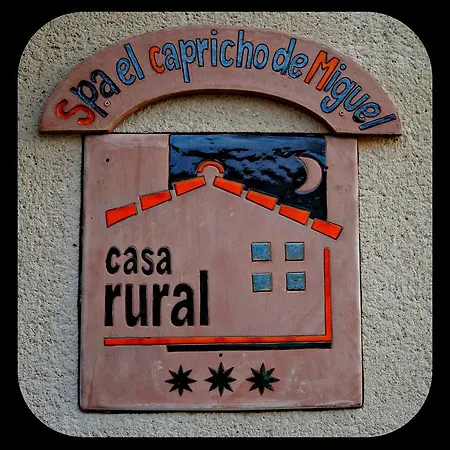 Spa el capricho de Miguel
casa
rural